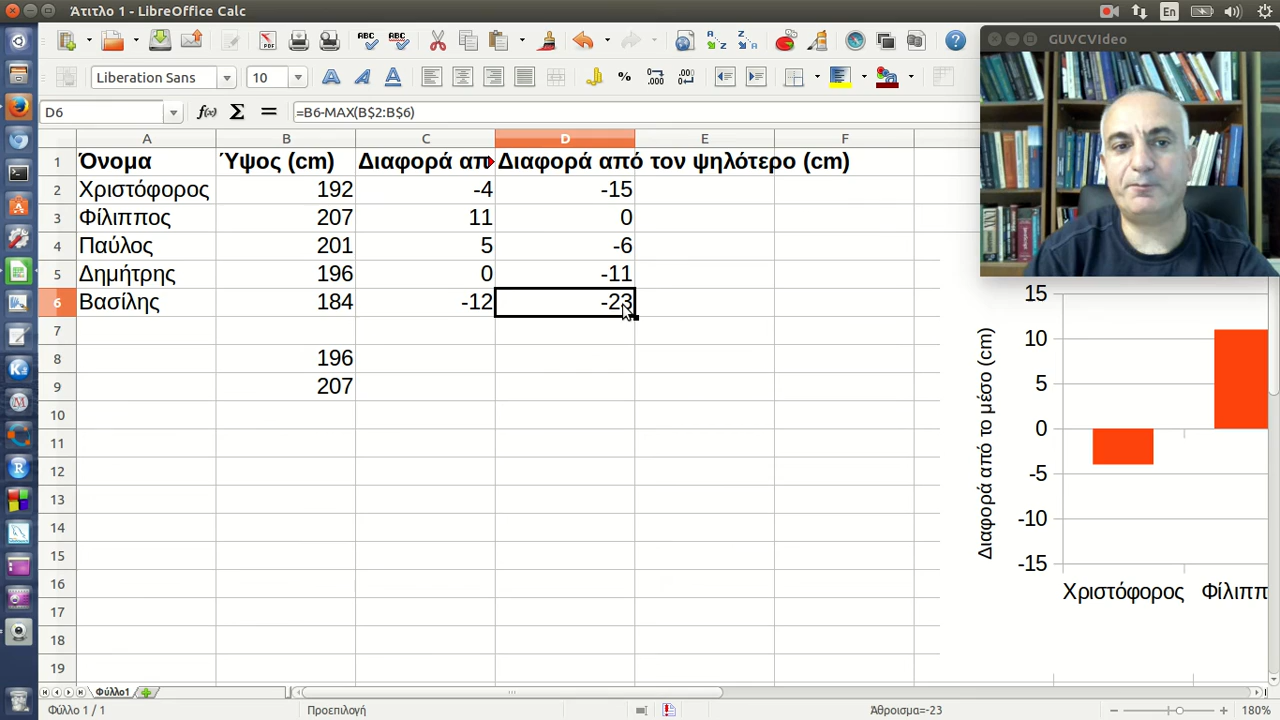 Άτιτλο 1 - LibreOffice Calc
En
GUVCVIdeo
Liberation Sans
10
D6
=B6-MAX(B$2:B$6)
A B C D E F
1 Όνομα Ύψος (cm) Διαφορά απ Διαφορά από τον ψηλότερο (cm)
2 Χριστόφορος 192 -4 -15
3 Φίλιππος 207 11 0
4 Παύλος 201 5 -6
5 Δημήτρης 196 0 -11
6 Βασίλης 184 -12 -23
7
8 196
9 207
10
11
12
13
14
15
16
17
18
19
Διαφορά από το μέσο (cm)
15
10
5
0
-5
-10
-15
Χριστόφορος Φίλιππ
Φύλλο1
Φύλλο 1 / 1 Προεπιλογή Άθροισμα=-23 180%